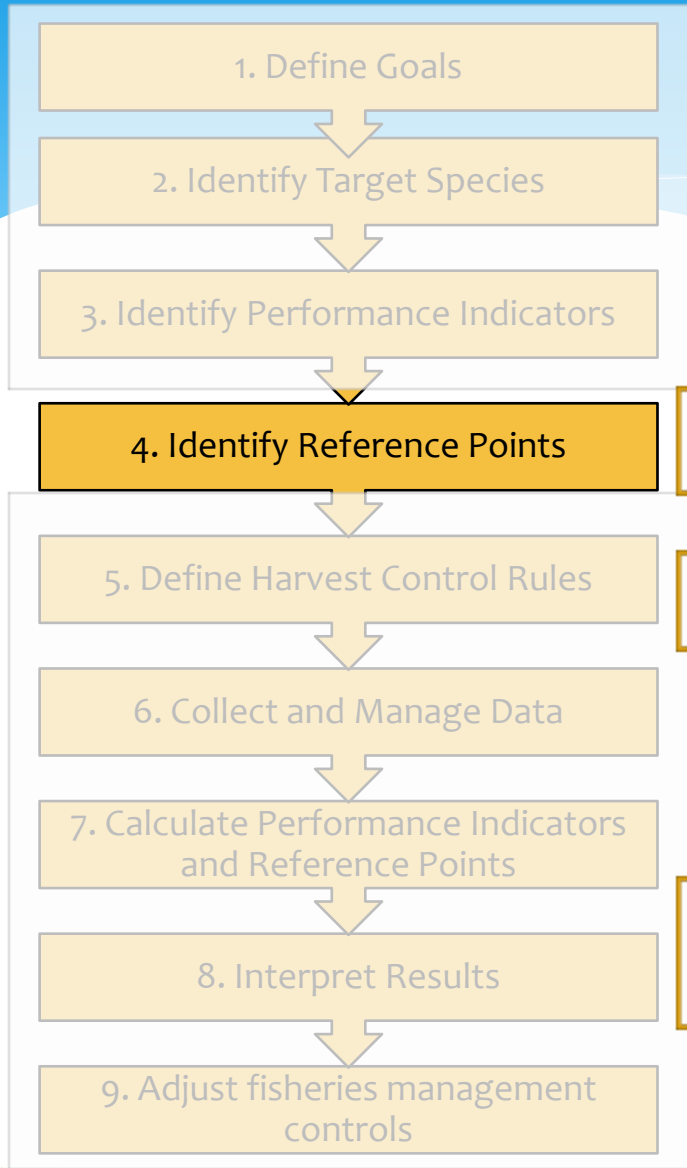 1. Define Goals
2. Identify Target Species
3. Identify Performance Indicators
4. Identify Reference Points
5. Define Harvest Control Rules
6. Collect and Manage Data
7. Calculate Performance Indicators
and Reference Points
8. Interpret Results
9. Adjust fisheries management
controls